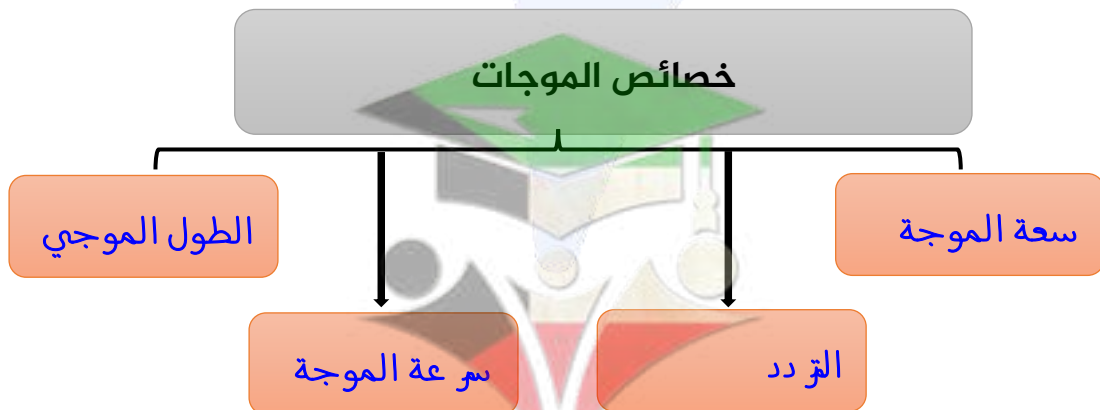 خصائص الموجات
سعة الموجة
الطول الموجي
التردد
سرعة الموجة